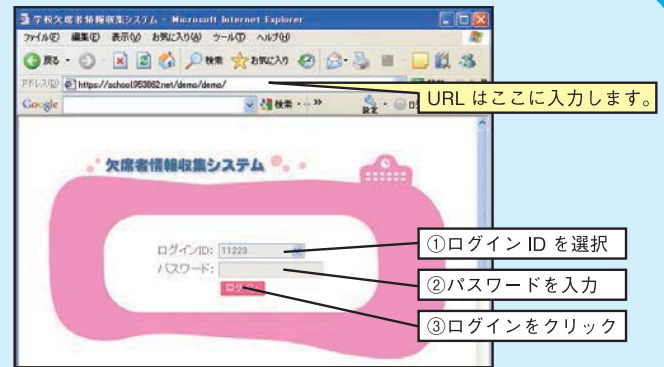 学校欠席者情報収集システム - Microsoft Internet Explorer
ファイル(F) 編集(E) 表示(V) お気に入り(A) ツール(T) ヘルプ(H)
戻る 検索 お気に入り
アドレス(D) https://school953862.net/demo/demo/
URL はここに入力します。
Google 検索 設定
欠席者情報収集システム
ログインID: 11223
①ログイン ID を選択
パスワード:
②パスワードを入力
ログイン
③ログインをクリック